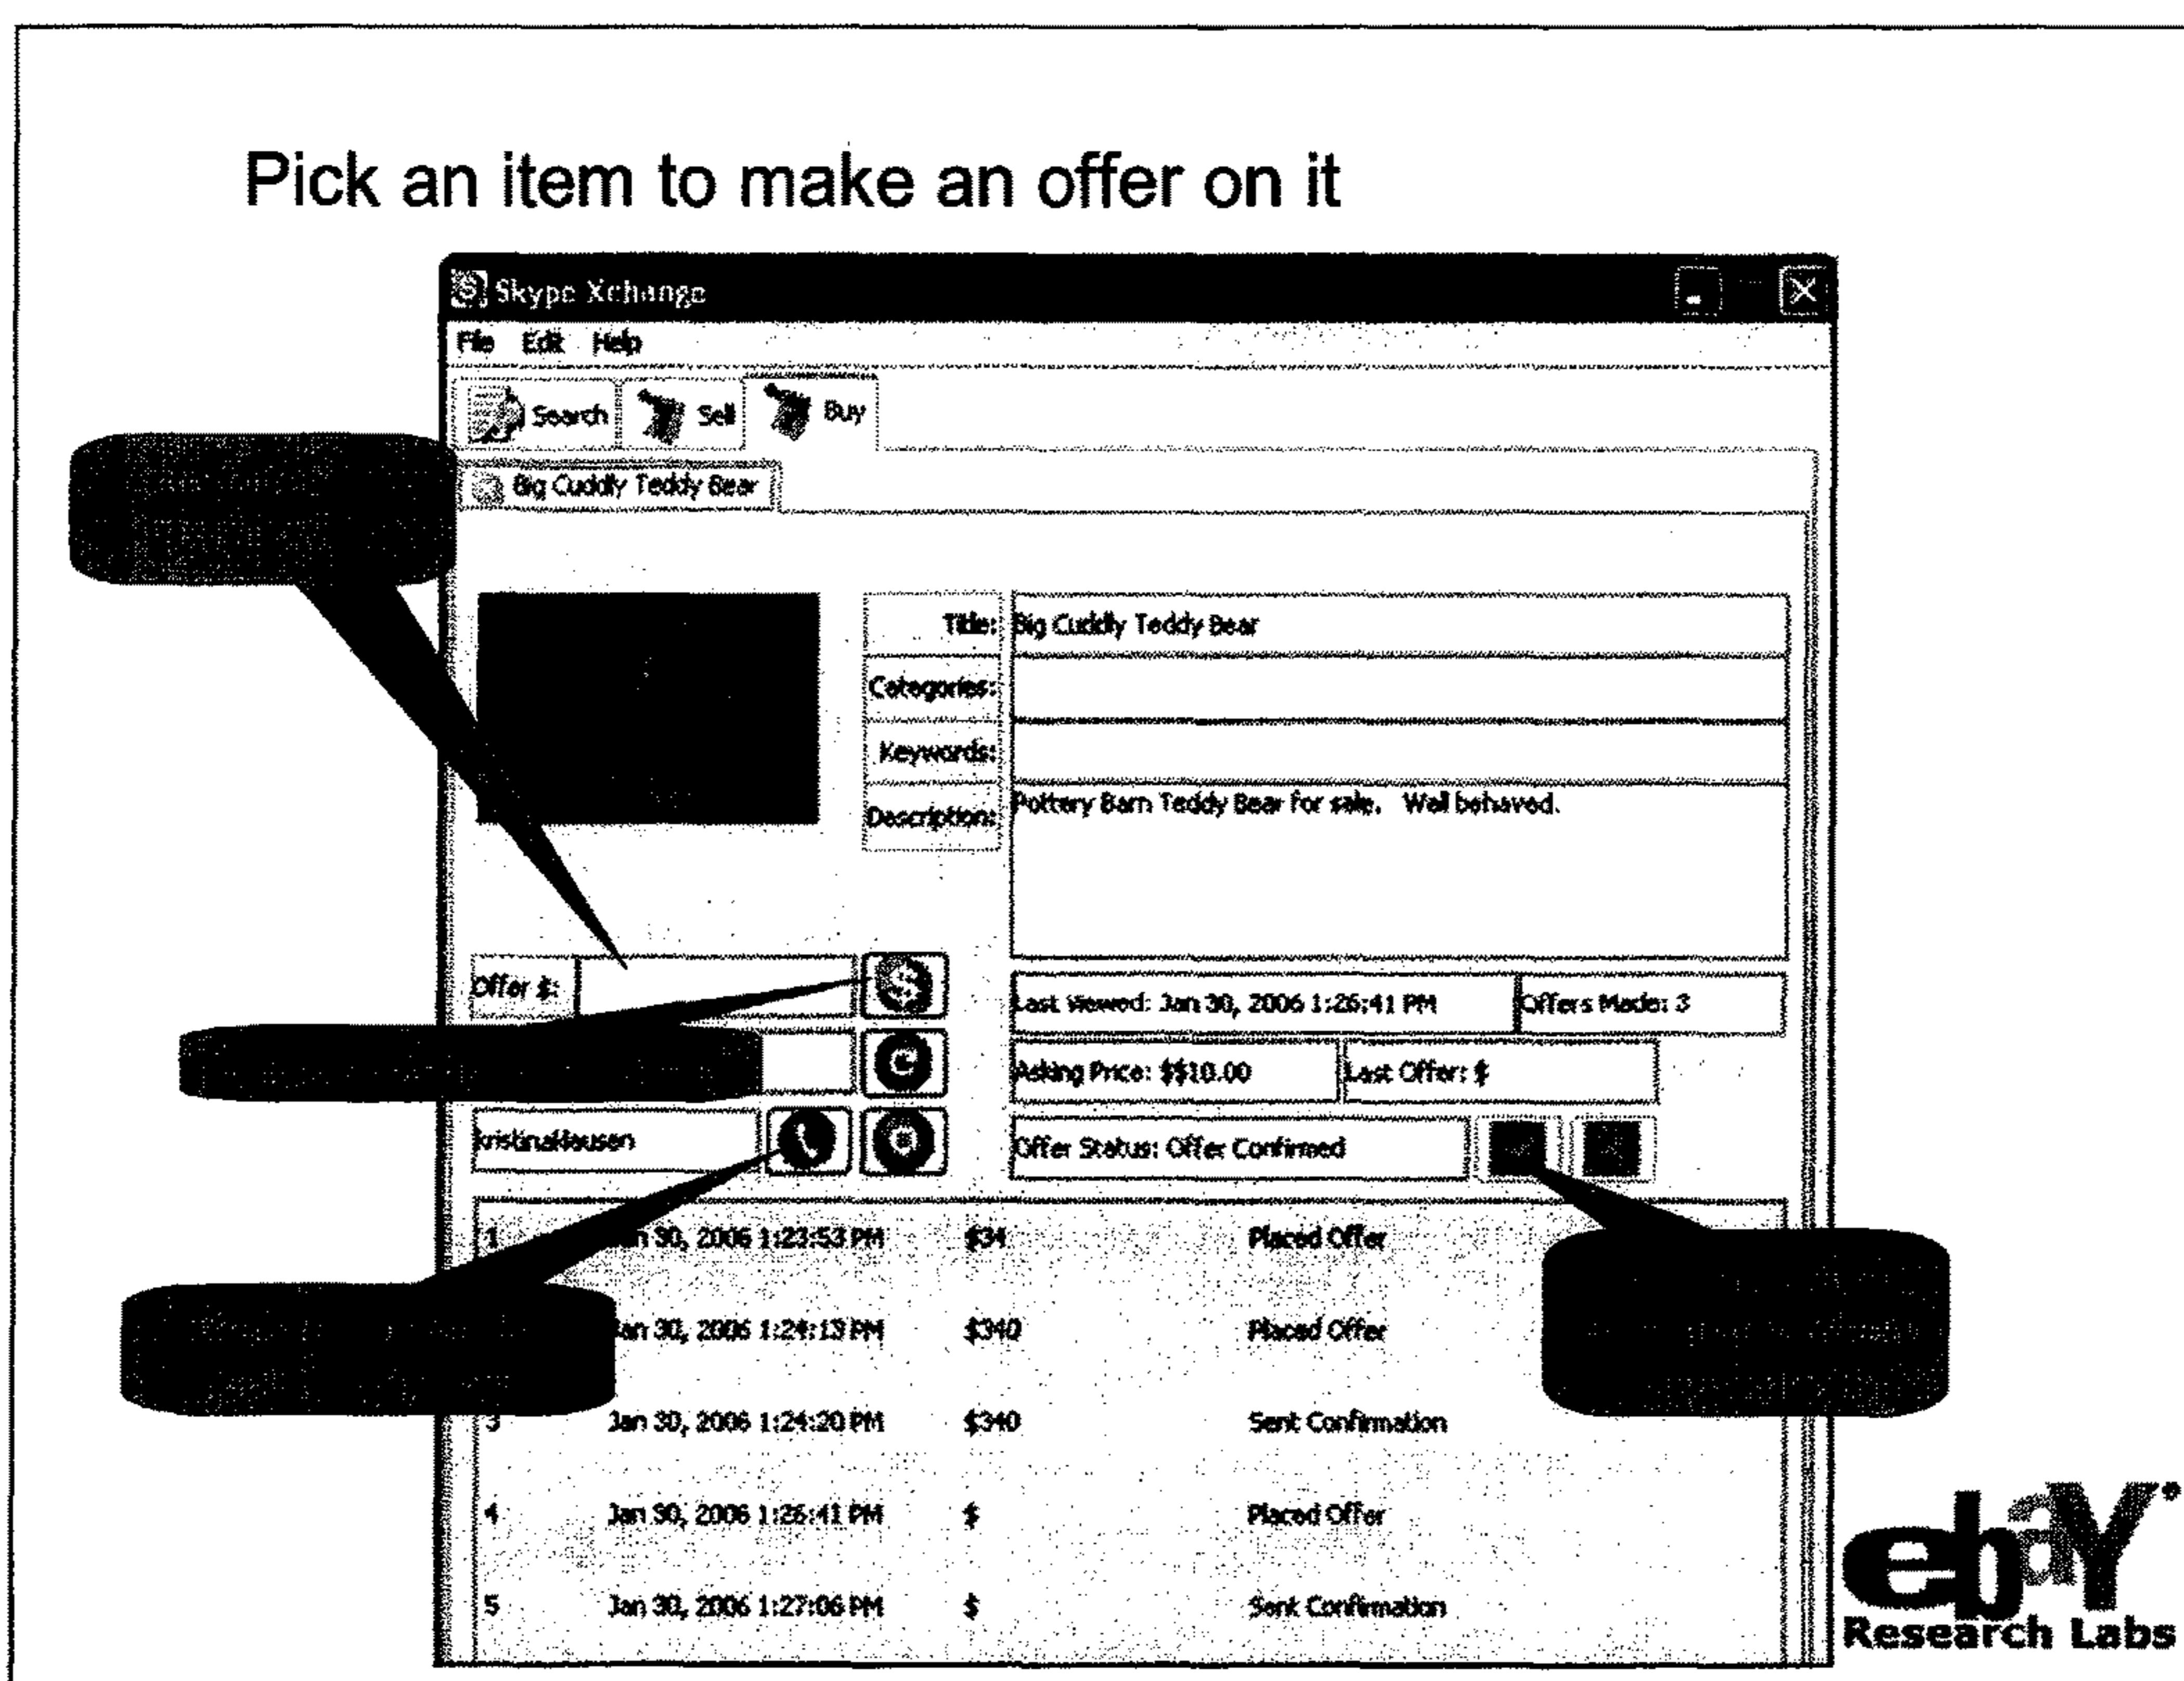 Pick an item to make an offer on it
Skype Xchange
File Edit Help
Search Sell Buy
Big Cuddly Teddy Bear
Title: Big Cuddly Teddy Bear
Categories:
Keywords:
Description: Pottery Barn Teddy Bear for sale. Well behaved.
Offer $:
Last Viewed: Jan 30, 2006 1:26:41 PM Offers Made: 3
Asking Price: $$10.00 Last Offer: $
kristinaklausen
Offer Status: Offer Confirmed
1 30, 2006 1:23:53 PM $34 Placed Offer
Jan 30, 2006 1:24:13 PM $340 Placed Offer
3 Jan 30, 2006 1:24:20 PM $340 Sent Confirmation
4 Jan 30, 2006 1:26:41 PM $ Placed Offer
5 Jan 30, 2006 1:27:06 PM $ Sent Confirmation
ebay
Research Labs